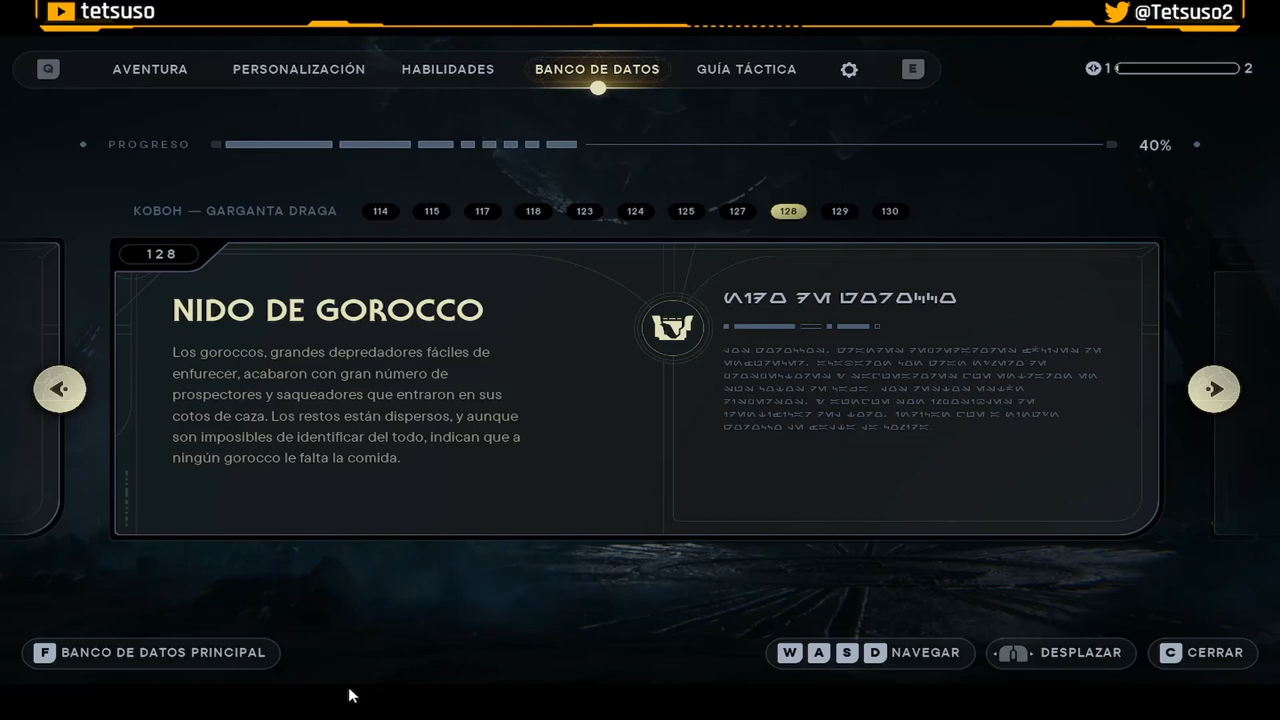 tetsuso
@Tetsuso2
Q
AVENTURA
PERSONALIZACIÓN
HABILIDADES
BANCO DE DATOS
GUÍA TÁCTICA
E
1
2
PROGRESO
40%
KOBOH — GARGANTA DRAGA
114
115
117
118
123
124
125
127
128
129
130
128
NIDO DE GOROCCO
Los goroccos, grandes depredadores fáciles de
enfurecer, acabaron con gran número de
prospectores y saqueadores que entraron en sus
cotos de caza. Los restos están dispersos, y aunque
son imposibles de identificar del todo, indican que a
ningún gorocco le falta la comida.
F BANCO DE DATOS PRINCIPAL
W A S D NAVEGAR
DESPLAZAR
C CERRAR